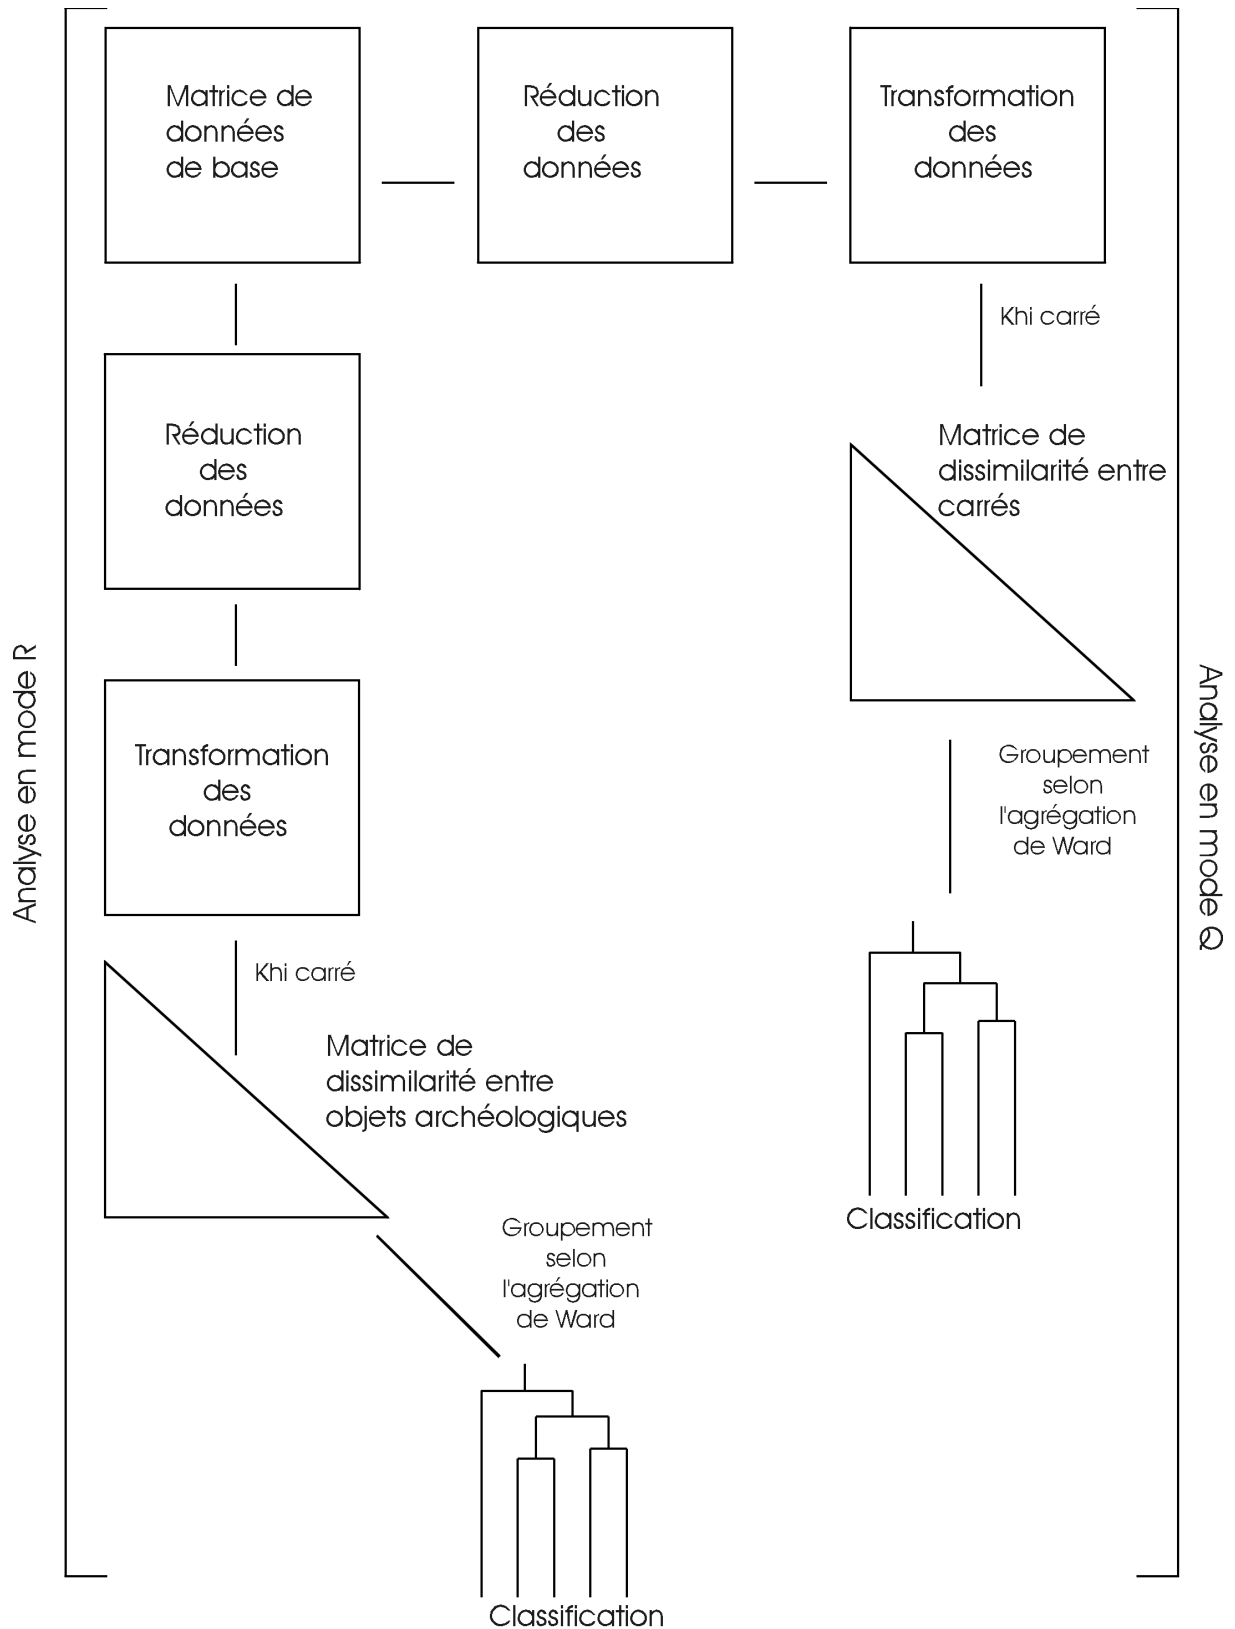 Matrice de
données
de base
Réduction
des
données
Transformation
des
données
Khi carré
Matrice de
dissimilarité entre
carrés
Groupement
selon
l'agrégation
de Ward
Classification
Analyse en mode Q
Réduction
des
données
Transformation
des
données
Khi carré
Matrice de
dissimilarité entre
objets archéologiques
Groupement
selon
l'agrégation
de Ward
Classification
Analyse en mode R